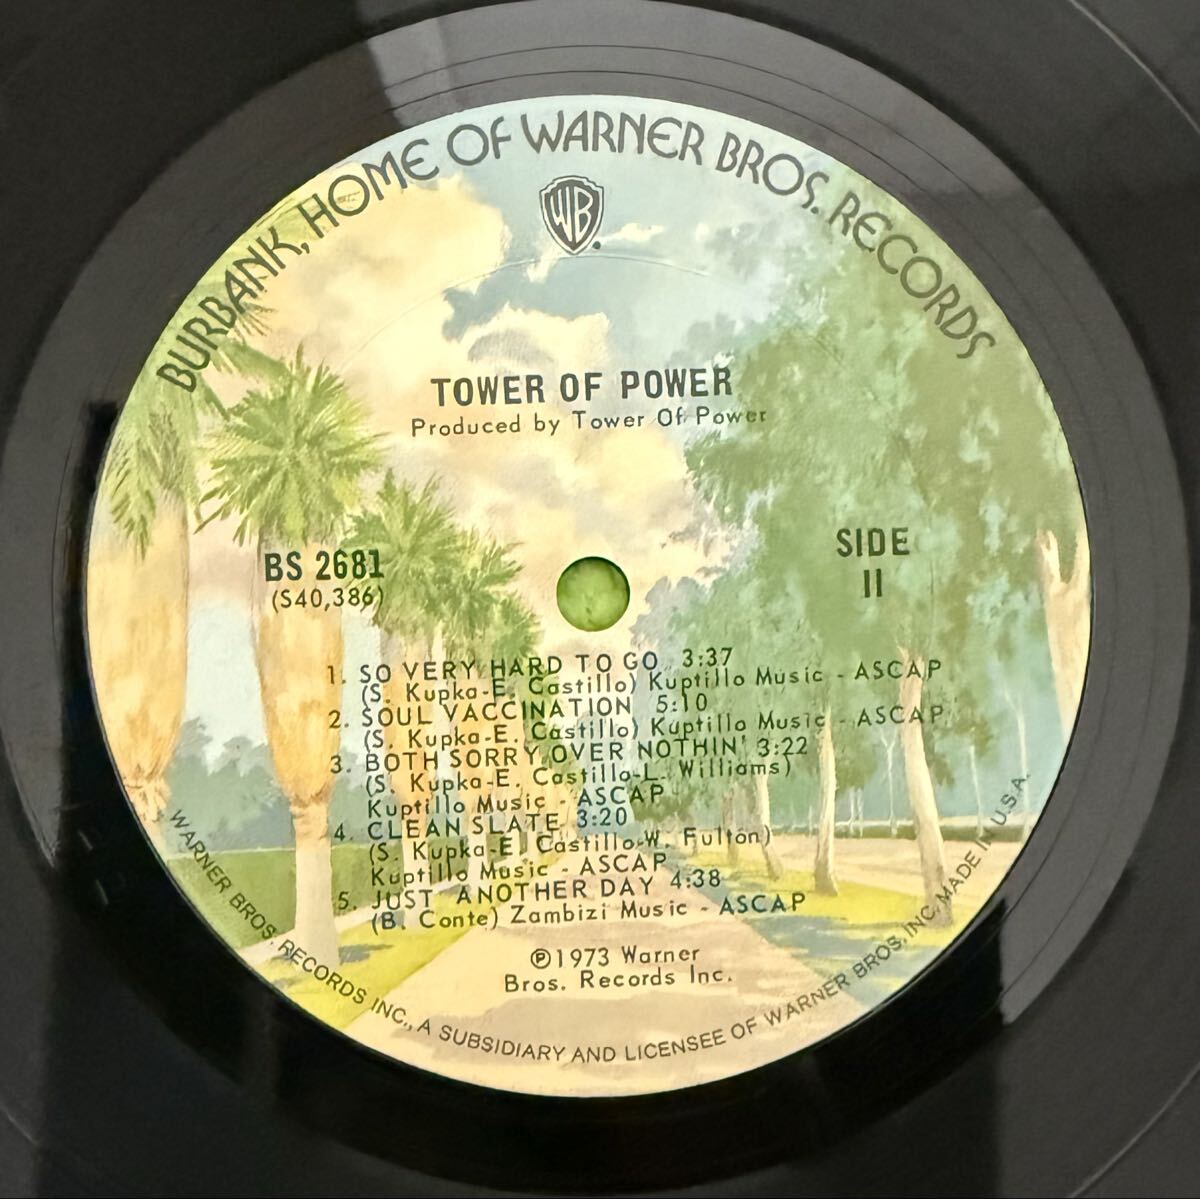 BURBANK, HOME OF WARNER BROS. RECORDS
WB
TOWER OF POWER
Produced by Tower Of Power
BS 2681
(S40,386)
SIDE
II
1. SO VERY HARD TO GO 3:37
(S. Kupka-E. Castillo) Kuptillo Music - ASCAP
2. SOUL VACCINATION 5:10
(S. Kupka-E. Castillo) Kuptillo Music - ASCAP
3. BOTH SORRY OVER NOTHIN' 3:22
(S. Kupka-E. Castillo-L. Williams)
Kuptillo Music - ASCAP
4. CLEAN SLATE 3:20
(S. Kupka-E. Castillo-W. Fulton)
Kuptillo Music - ASCAP
5. JUST ANOTHER DAY 4:38
(B. Conte) Zambizi Music - ASCAP
℗1973 Warner
Bros. Records Inc.
WARNER BROS. RECORDS INC., A SUBSIDIARY AND LICENSEE OF WARNER BROS., INC. MADE IN U.S.A.